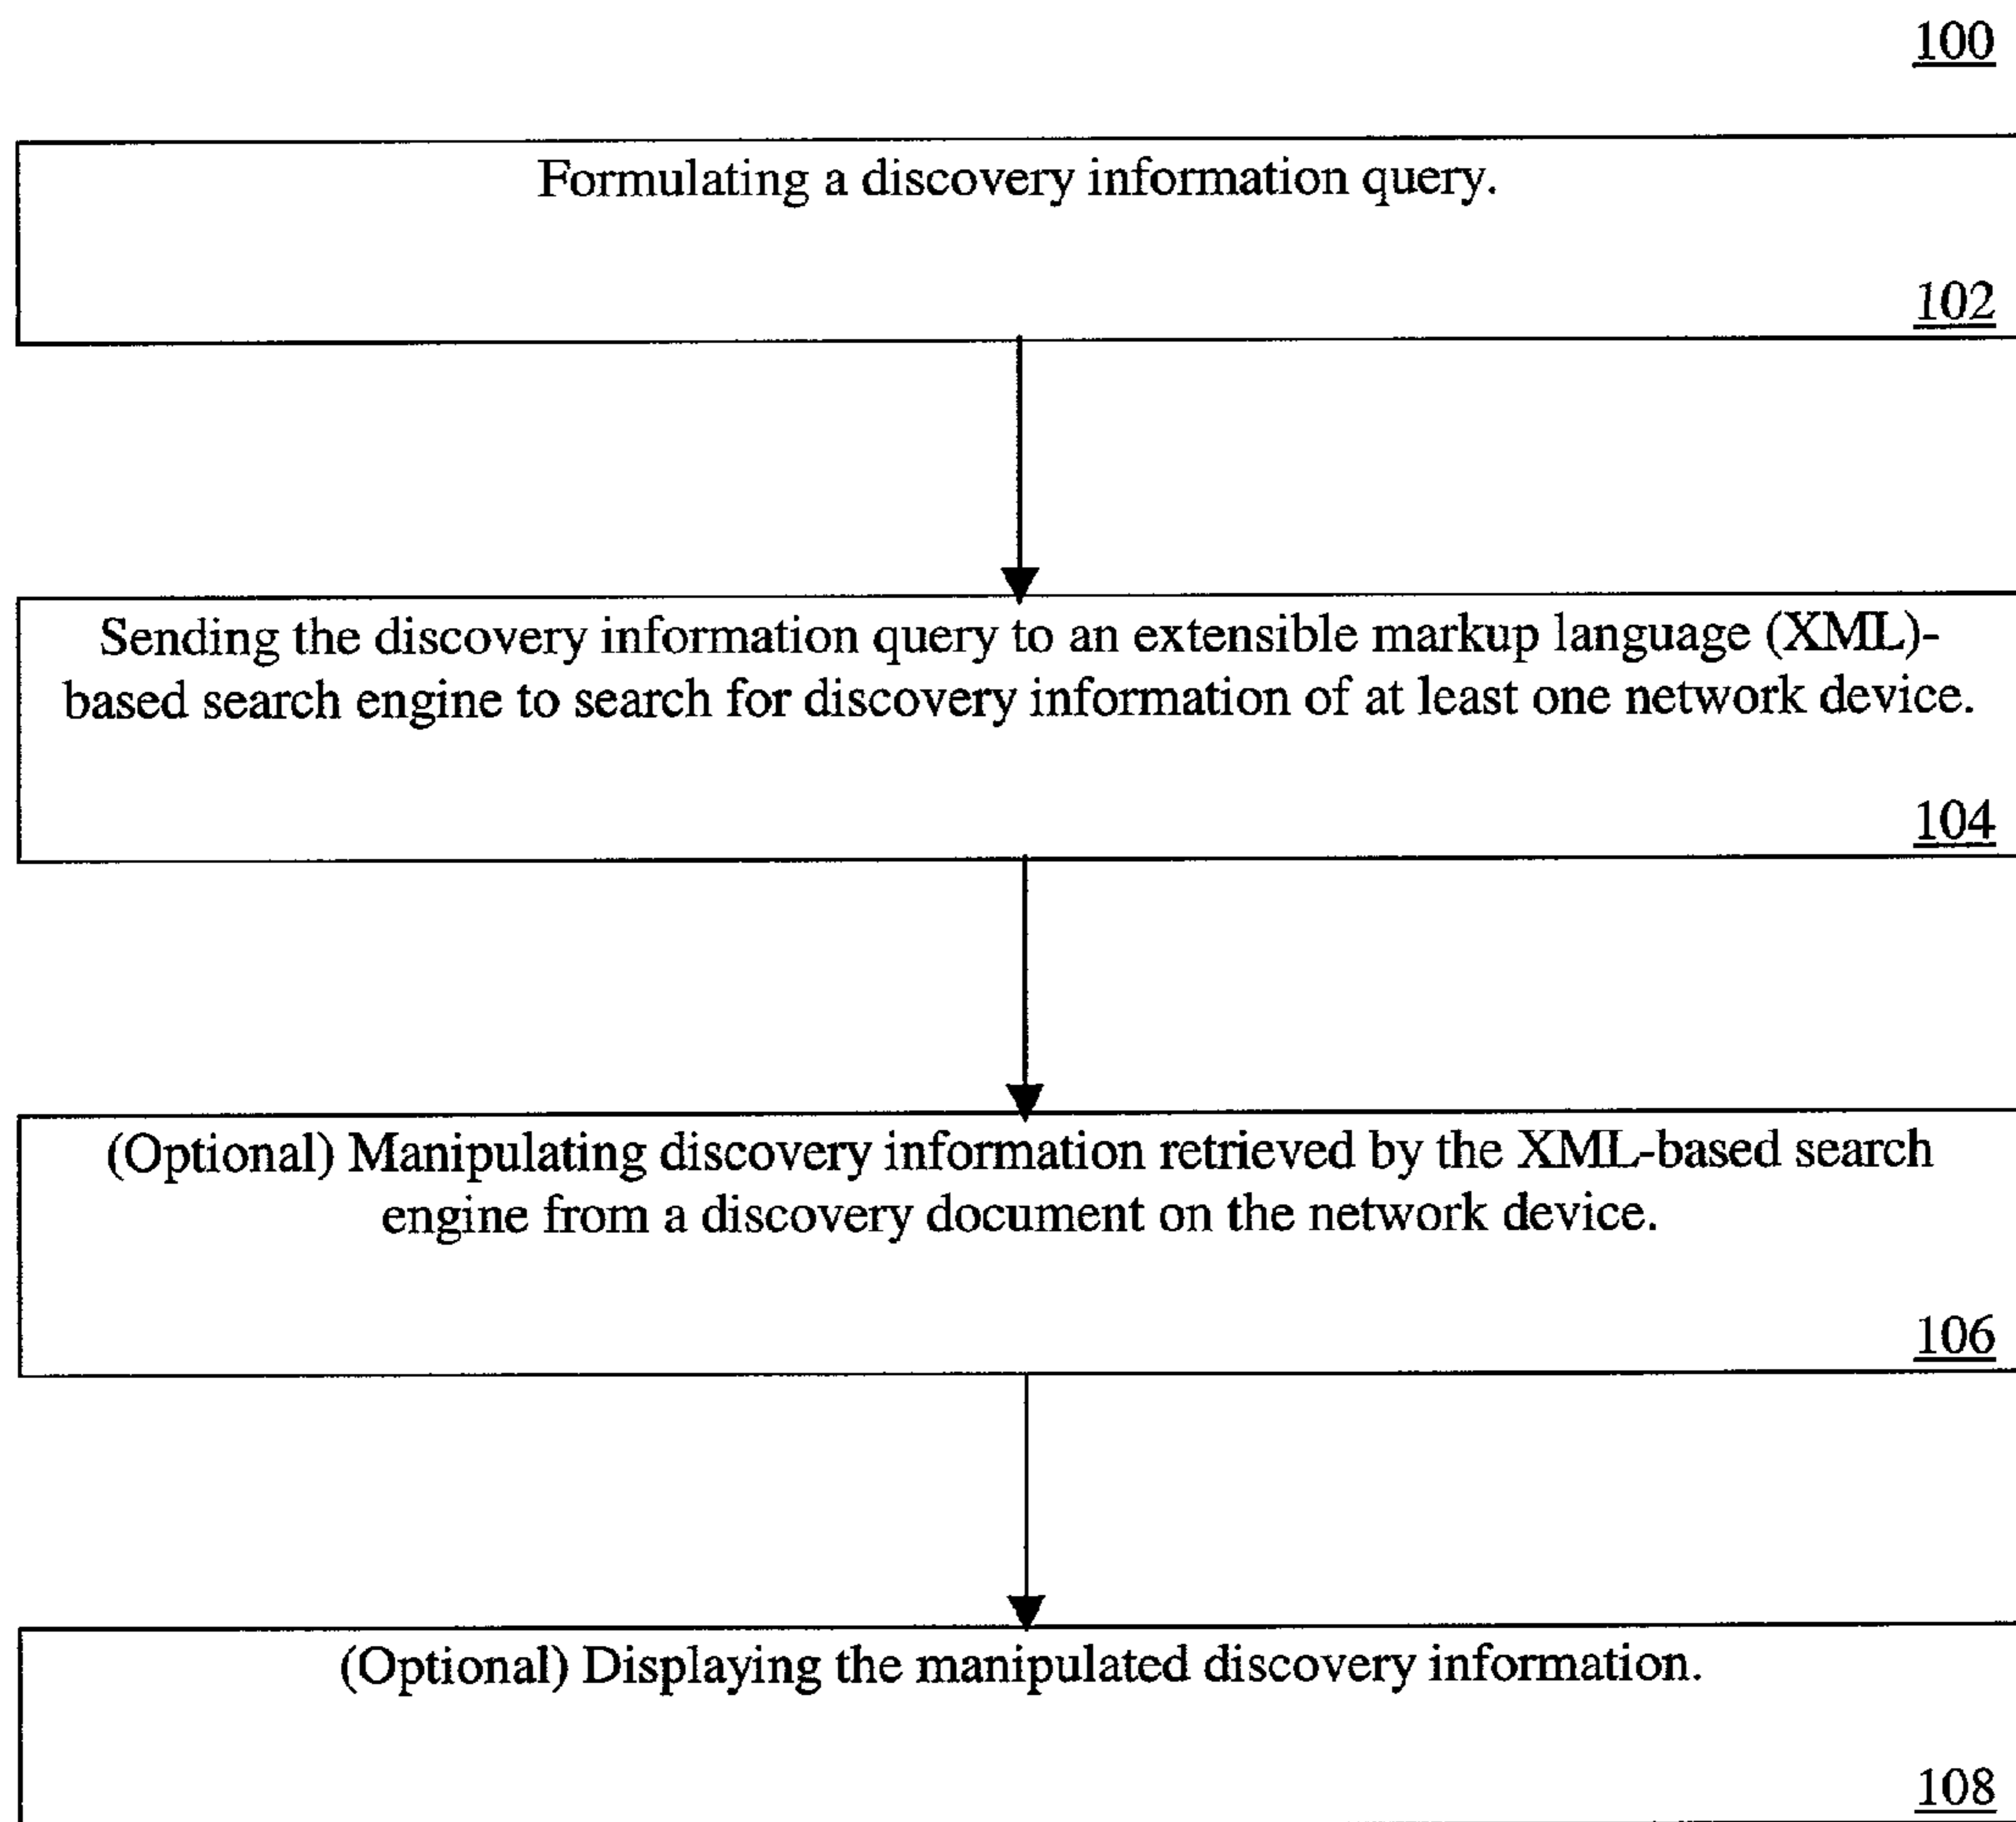 100
Formulating a discovery information query.
102
Sending the discovery information query to an extensible markup language (XML)-
based search engine to search for discovery information of at least one network device.
104
(Optional) Manipulating discovery information retrieved by the XML-based search
engine from a discovery document on the network device.
106
(Optional) Displaying the manipulated discovery information.
108